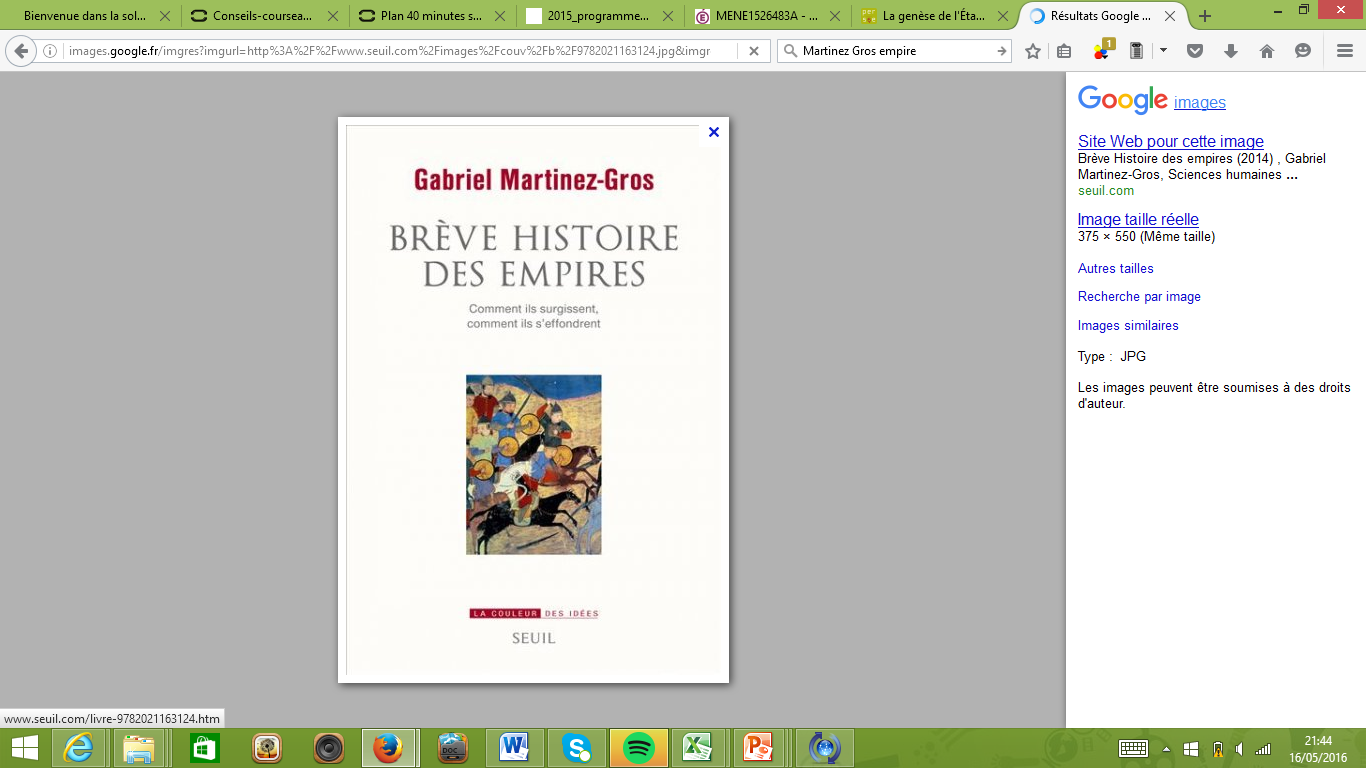 Bienvenue dans la sol...
Conseils-coursea...
Plan 40 minutes s...
2015_programme...
MENE1526483A - ...
La genèse de l'Éta...
Résultats Google ...
images.google.fr/imgres?imgurl=http%3A%2F%2Fwww.seuil.com%2Fimages%2Fcouv%2Fb%2F9782021163124.jpg&imgr
Martinez Gros empire
1
Gabriel Martinez-Gros
BRÈVE HISTOIRE
DES EMPIRES
Comment ils surgissent,
comment ils s'effondrent
LA COULEUR DES IDÉES
SEUIL
Google images
Site Web pour cette image
Brève Histoire des empires (2014) , Gabriel
Martinez-Gros, Sciences humaines ...
seuil.com
Image taille réelle
375 × 550 (Même taille)
Autres tailles
Recherche par image
Images similaires
Type : JPG
Les images peuvent être soumises à des droits
d'auteur.
www.seuil.com/livre-9782021163124.htm
DOC
21:44
16/05/2016